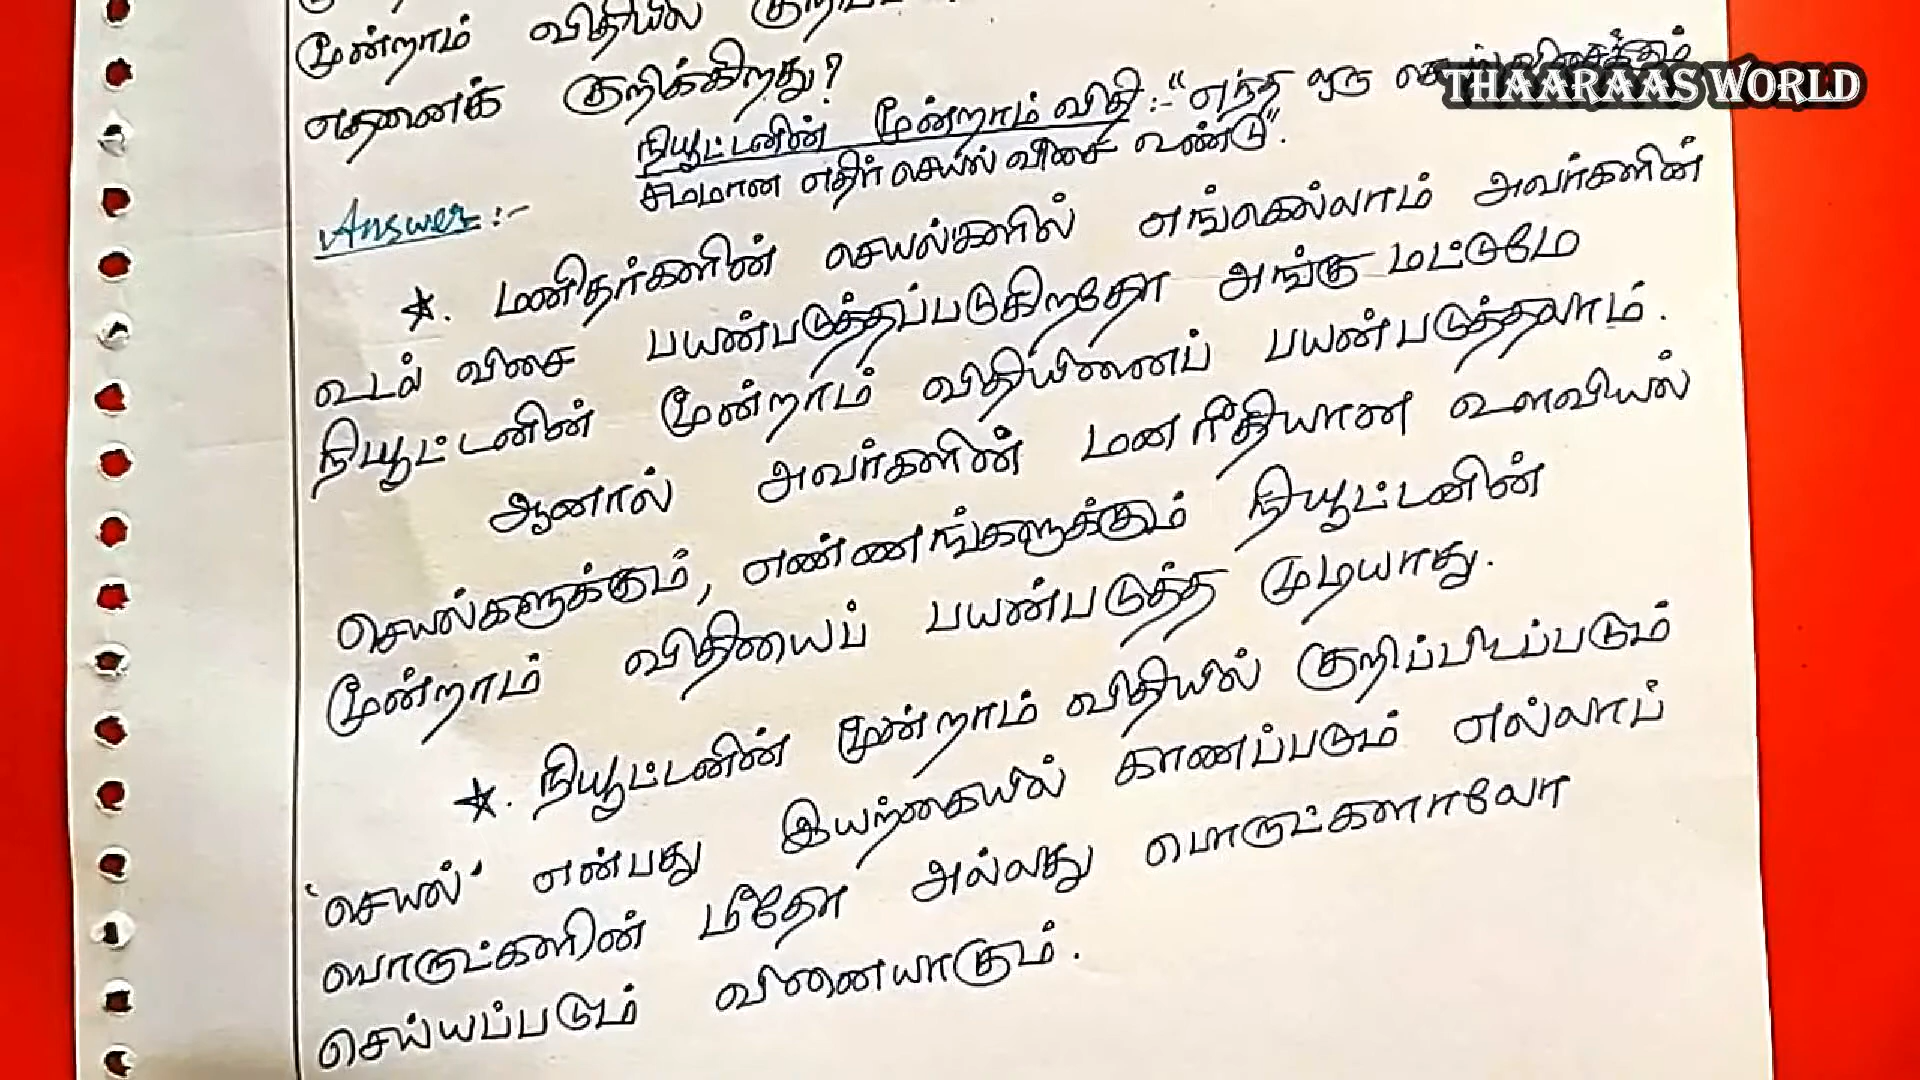 மூன்றாம் விதியில்
எதனைக் குறிக்கிறது?
நியூட்டனின் மூன்றாம் விதி :- "எந்த ஒரு
THAARAAS WORLD
சமமான எதிர் செயல் விசை உண்டு".
Answer :-
★. மனிதர்களின் செயல்களில் எங்கெல்லாம் அவர்களின்
உடல் விசை பயன்படுத்தப்படுகிறதோ அங்கு மட்டுமே
நியூட்டனின் மூன்றாம் விதியினைப் பயன்படுத்தலாம்.
ஆனால் அவர்களின் மனரீதியான உளவியல்
செயல்களுக்கும், எண்ணங்களுக்கும் நியூட்டனின்
மூன்றாம் விதியைப் பயன்படுத்த முடியாது.
★. நியூட்டனின் மூன்றாம் விதியில் குறிப்பிடப்படும்
'செயல்' என்பது இயற்கையில் காணப்படும் எல்லாப்
பொருட்களின் மீதோ அல்லது பொருட்களாலோ
செய்யப்படும் வினையாகும்.